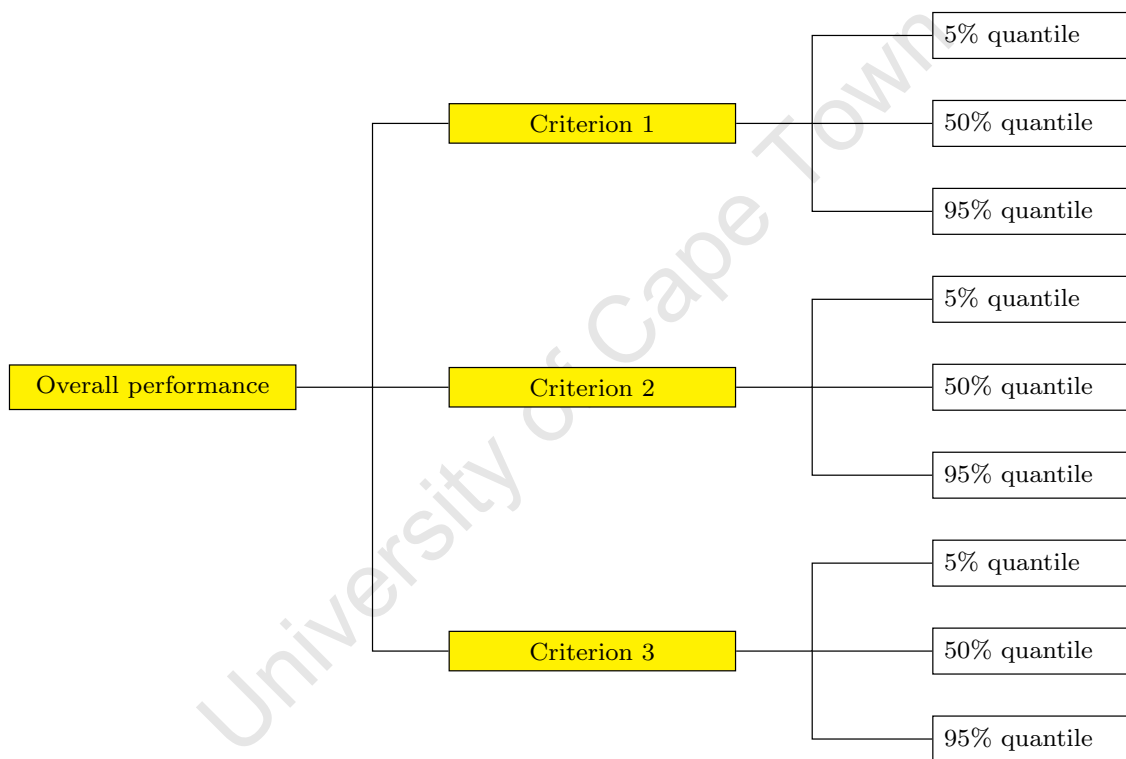 5% quantile
Criterion 1
50% quantile
95% quantile
5% quantile
Overall performance
Criterion 2
50% quantile
95% quantile
5% quantile
Criterion 3
50% quantile
95% quantile
University of Cape Town